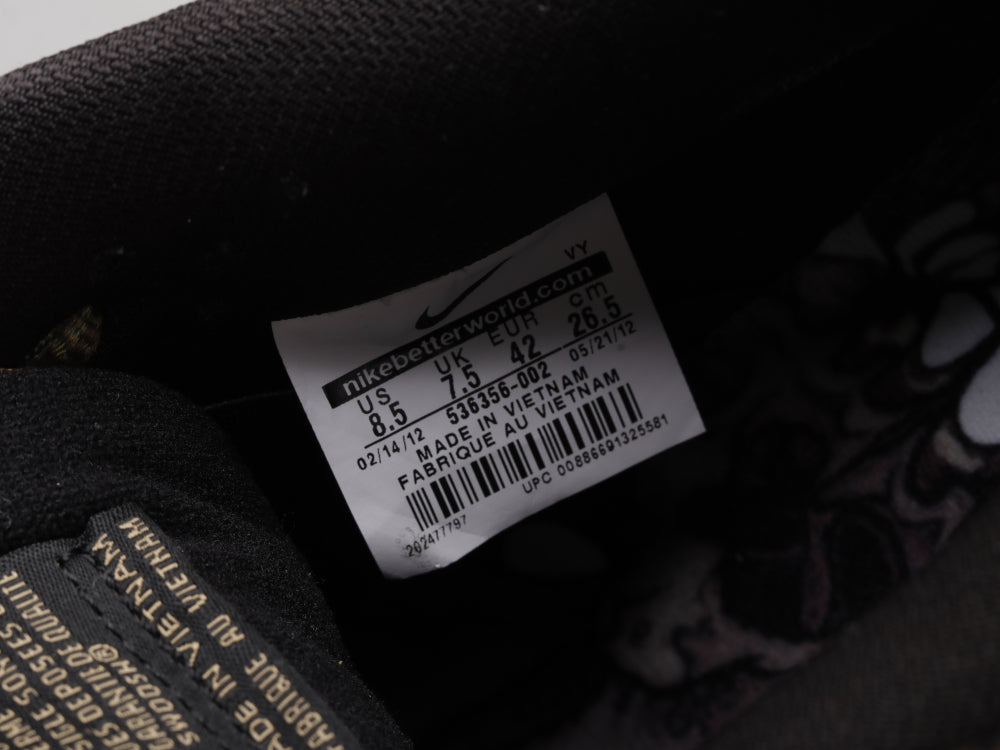 VY
nikebetterworld.com
US UK EUR cm
8.5 7.5 42 26.5
02/14/12 536356-002 05/21/12
MADE IN VIETNAM
FABRIQUE AU VIETNAM
UPC 00886691325581
202477797
MADE IN VIETNAM
FABRIQUE AU VIETNAM